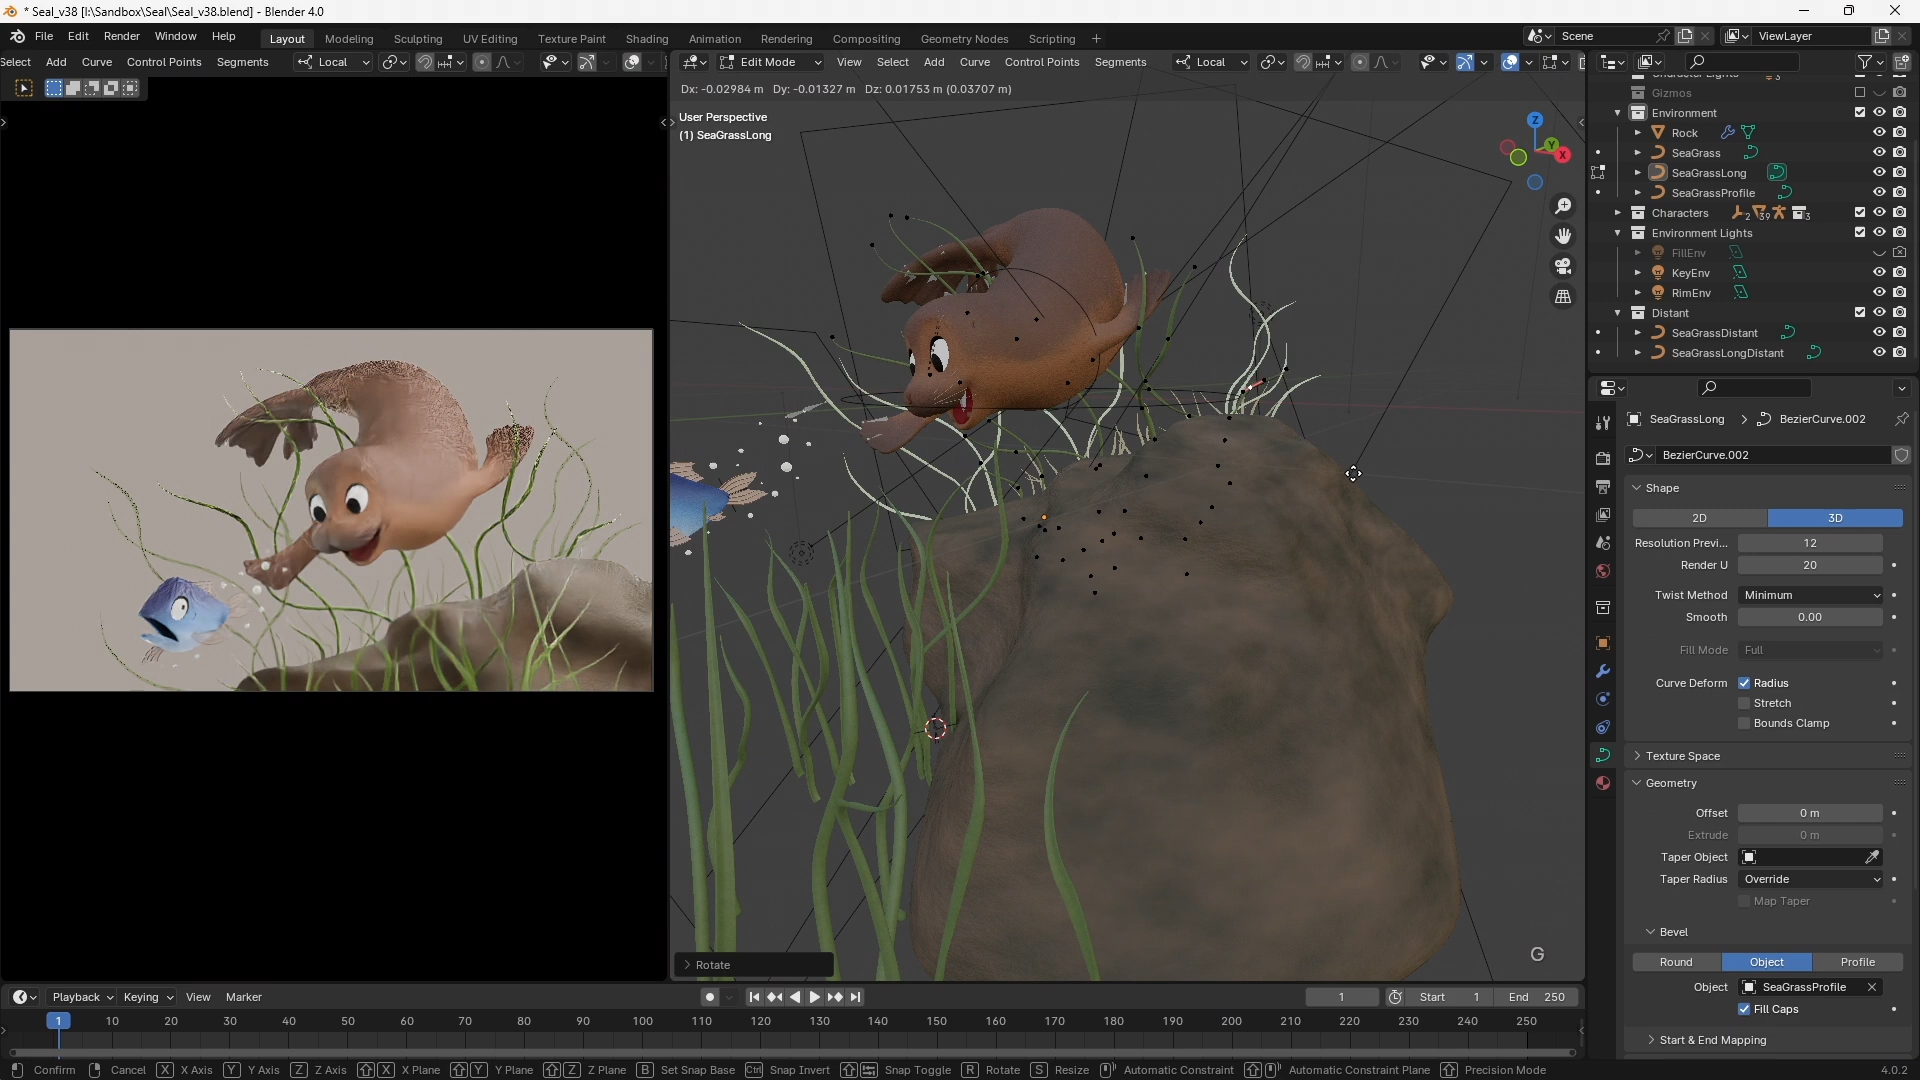 * Seal_v38 [I:\Sandbox\Seal\Seal_v38.blend] - Blender 4.0
File Edit Render Window Help Layout Modeling Sculpting UV Editing Texture Paint Shading Animation Rendering Compositing Geometry Nodes Scripting + Scene ViewLayer
Select Add Curve Control Points Segments Local
Edit Mode View Select Add Curve Control Points Segments Local
Dx: -0.02984 m Dy: -0.01327 m Dz: 0.01753 m (0.03707 m)
User Perspective
(1) SeaGrassLong
Z
Y
X
G
Rotate
Character Lights 3
Gizmos
Environment
Rock
SeaGrass
SeaGrassLong
SeaGrassProfile
Characters 2 39 3
Environment Lights
FillEnv
KeyEnv
RimEnv
Distant
SeaGrassDistant
SeaGrassLongDistant
SeaGrassLong > BezierCurve.002
BezierCurve.002
Shape
2D 3D
Resolution Previ... 12
Render U 20
Twist Method Minimum
Smooth 0.00
Fill Mode Full
Curve Deform Radius
Stretch
Bounds Clamp
Texture Space
Geometry
Offset 0 m
Extrude 0 m
Taper Object
Taper Radius Override
Map Taper
Bevel
Round Object Profile
Object SeaGrassProfile
Fill Caps
Start & End Mapping
Playback Keying View Marker 1 Start 1 End 250
1 10 20 30 40 50 60 70 80 90 100 110 120 130 140 150 160 170 180 190 200 210 220 230 240 250
Confirm Cancel X X Axis Y Y Axis Z Z Axis X X Plane Y Y Plane Z Z Plane B Set Snap Base Ctrl Snap Invert Snap Toggle R Rotate S Resize Automatic Constraint Automatic Constraint Plane Precision Mode 4.0.2